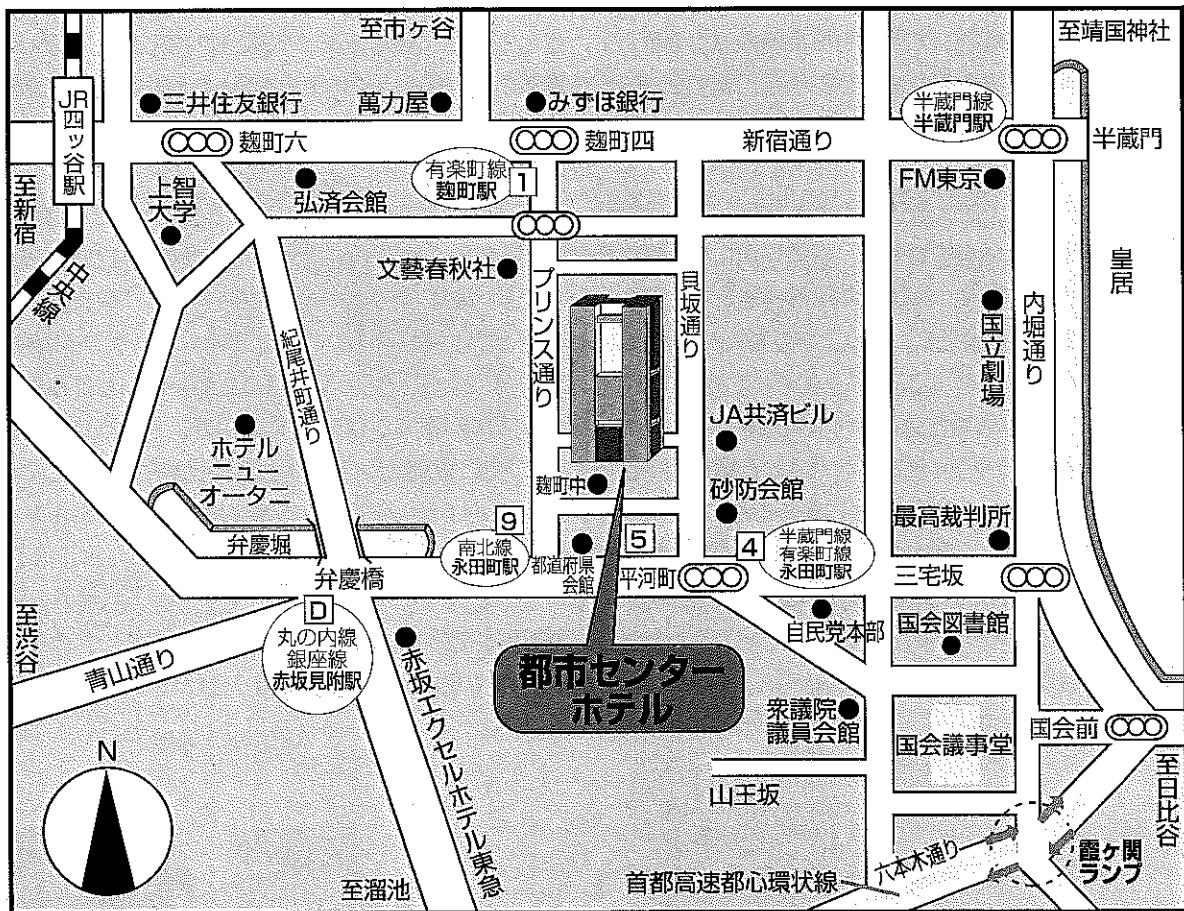 至市ケ谷
至靖国神社
JR四ッ谷駅
三井住友銀行
萬力屋
みずほ銀行
半蔵門線
半蔵門駅
麹町六
麹町四
新宿通り
半蔵門
至新宿
上智
大学
弘済会館
有楽町線
麹町駅
1
FM東京
中央線
文藝春秋社
プリンス通り
貝坂通り
国立劇場
内堀通り
皇居
紀尾井町通り
ホテル
ニュー
オータニ
JA共済ビル
麹町中
砂防会館
最高裁判所
弁慶堀
9
南北線
永田町駅
都道府県
会館
5
4
半蔵門線
有楽町線
永田町駅
弁慶橋
平河町
三宅坂
至渋谷
D
丸の内線
銀座線
赤坂見附駅
青山通り
赤坂エクセルホテル東急
自民党本部
国会図書館
都市センター
ホテル
衆議院
議員会館
国会議事堂
国会前
N
山王坂
至日比谷
六本木通り
霞ヶ関
ランプ
首都高速都心環状線
至溜池